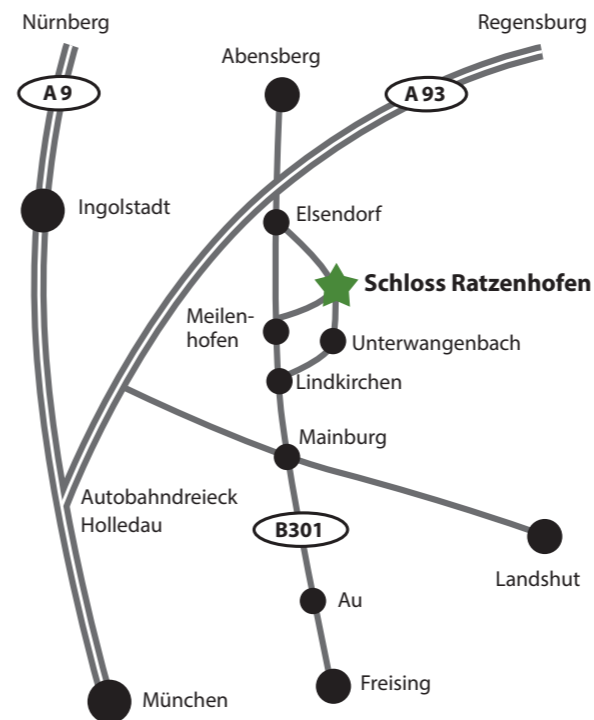 Nürnberg
Regensburg
Abensberg
A 9
A 93
Ingolstadt
Elsendorf
Schloss Ratzenhofen
Meilen-
hofen
Unterwangenbach
Lindkirchen
Mainburg
Autobahndreieck
Holledau
B301
Landshut
Au
Freising
München